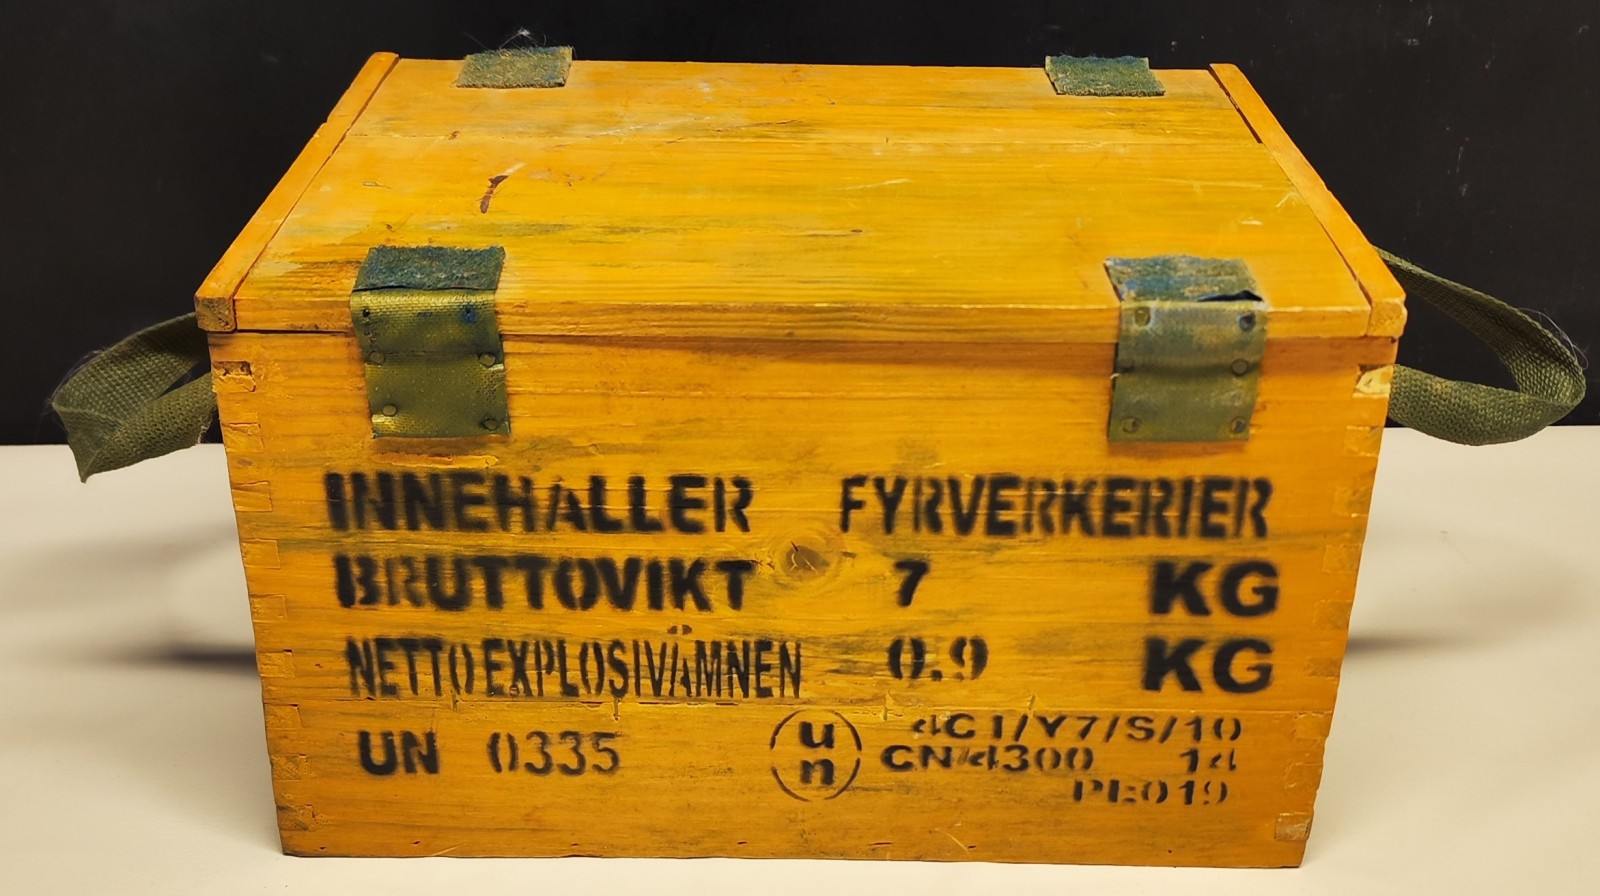 INNEHALLER FYRVERKERIER
BRUTTOVIKT 7 KG
NETTO EXPLOSIVÄMNEN 0.9 KG
UN 0335
un
4C1/Y7/S/10
CN/4300 14
PI:019